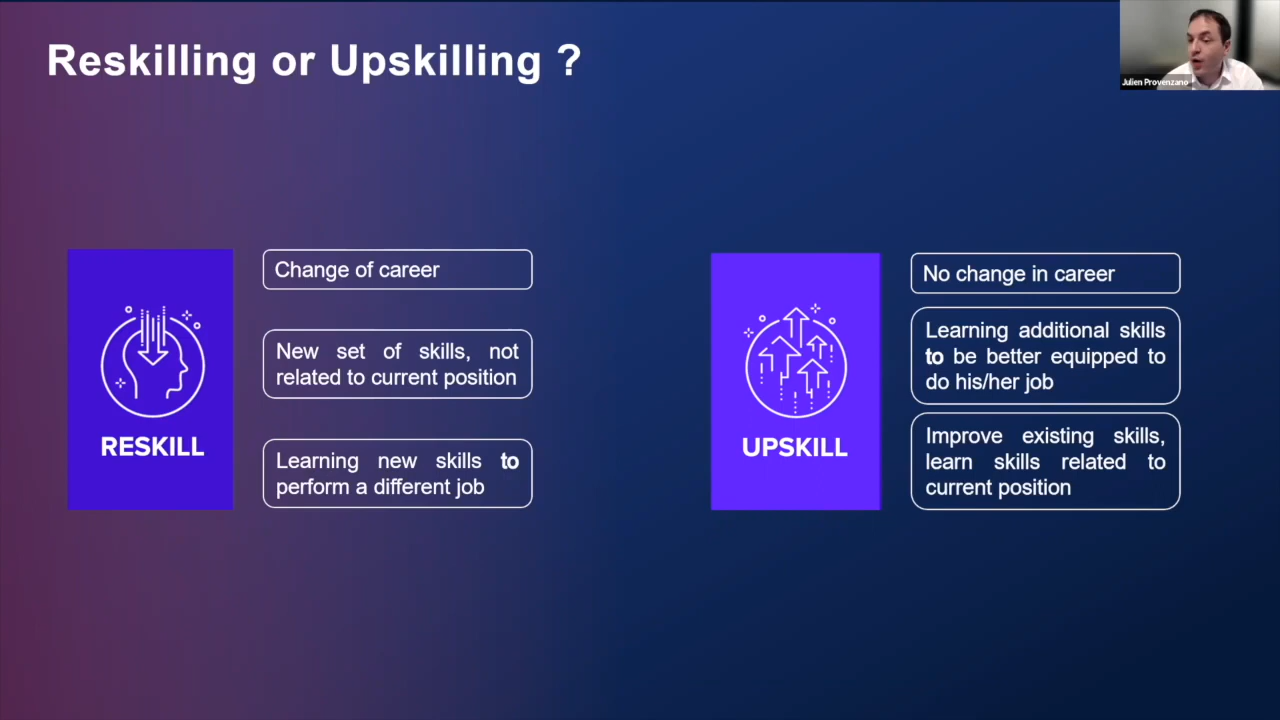 Reskilling or Upskilling ?
Julien Provenzano
RESKILL
Change of career
New set of skills, not
related to current position
Learning new skills to
perform a different job
UPSKILL
No change in career
Learning additional skills
to be better equipped to
do his/her job
Improve existing skills,
learn skills related to
current position